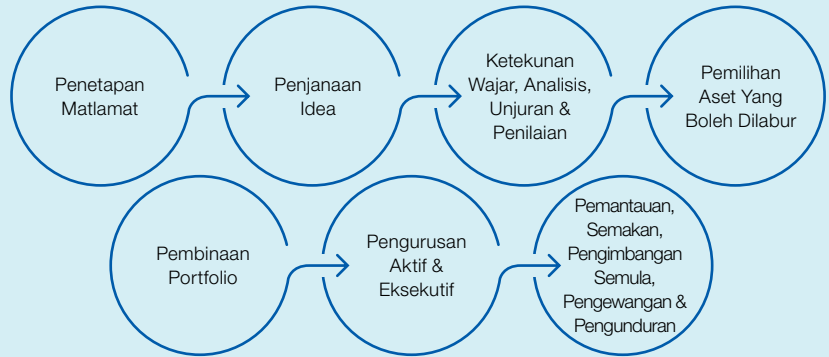 Penetapan
Matlamat
Penjanaan
Idea
Ketekunan
Wajar, Analisis,
Unjuran &
Penilaian
Pemilihan
Aset Yang
Boleh Dilabur
Pembinaan
Portfolio
Pengurusan
Aktif &
Eksekutif
Pemantauan,
Semakan,
Pengimbangan
Semula,
Pengewangan &
Pengunduran